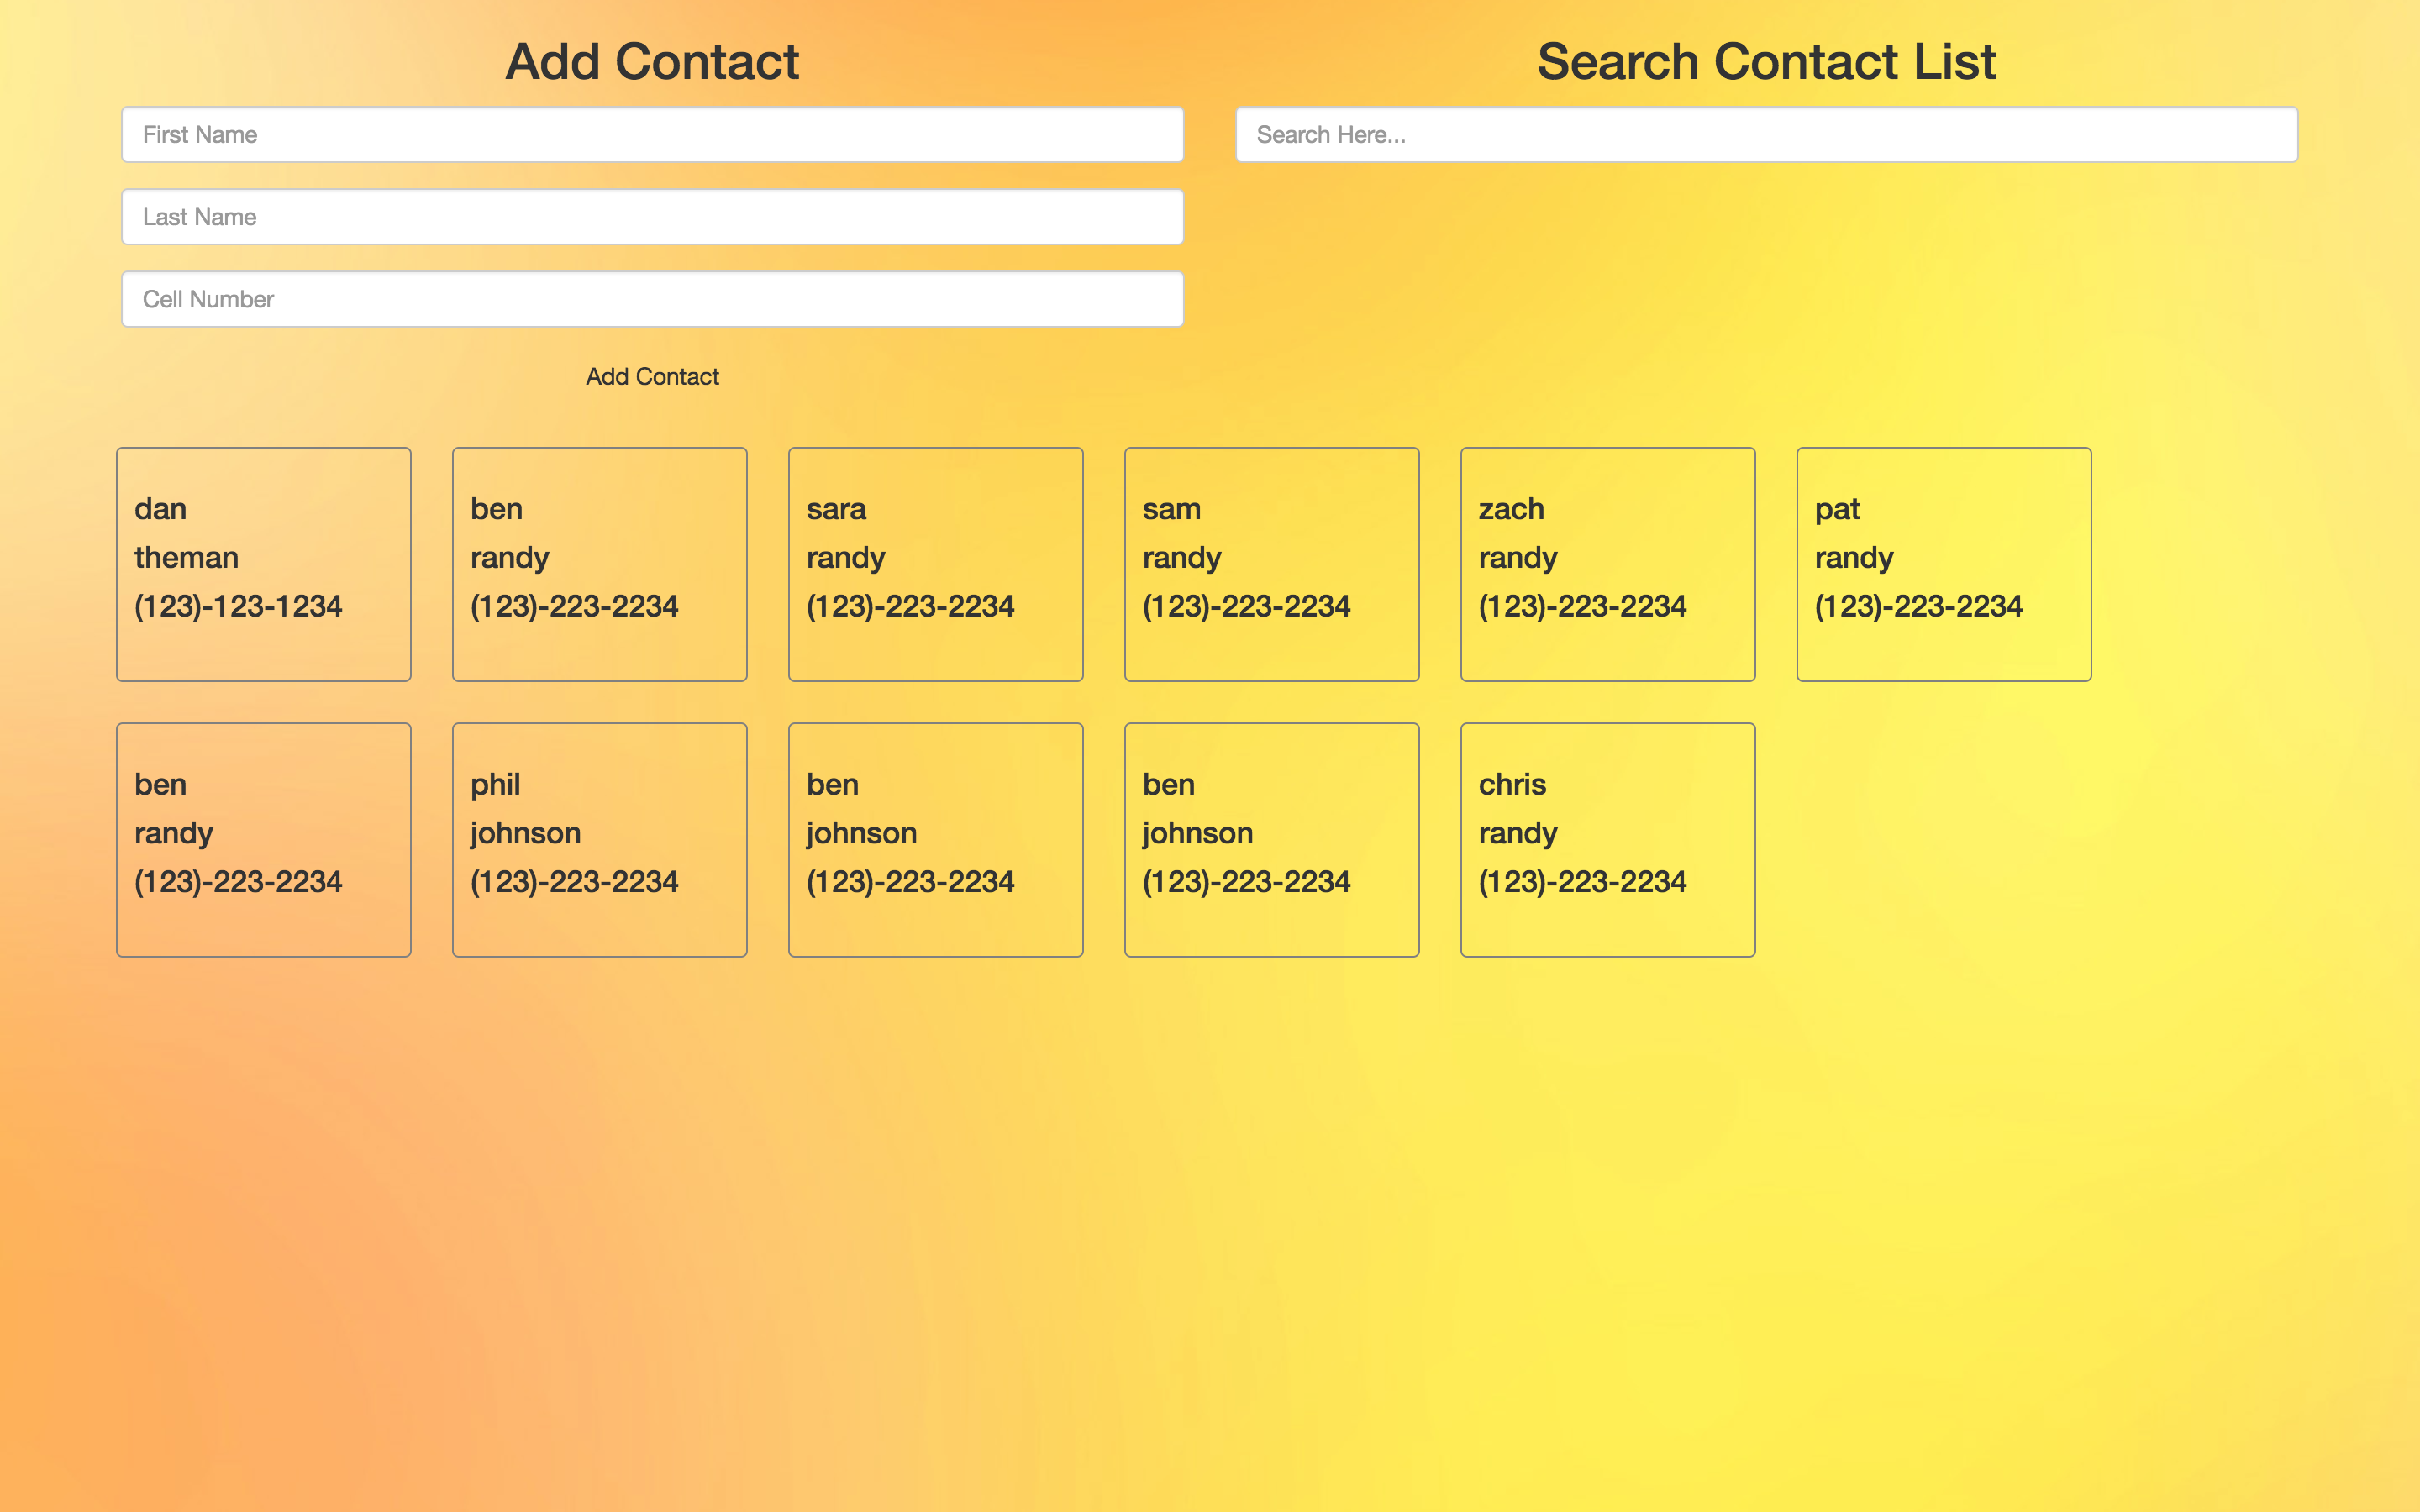 Add Contact
Search Contact List
First Name
Search Here...
Last Name
Cell Number
Add Contact
dan
theman
(123)-123-1234
ben
randy
(123)-223-2234
sara
randy
(123)-223-2234
sam
randy
(123)-223-2234
zach
randy
(123)-223-2234
pat
randy
(123)-223-2234
ben
randy
(123)-223-2234
phil
johnson
(123)-223-2234
ben
johnson
(123)-223-2234
ben
johnson
(123)-223-2234
chris
randy
(123)-223-2234